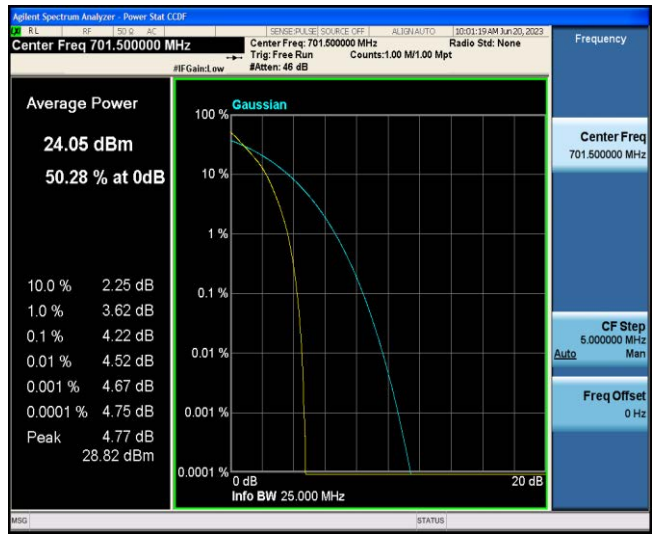 Agilent Spectrum Analyzer - Power Stat CCDF
RL RF 50 Ω AC SENSE:PULSE SOURCE OFF ALIGN AUTO 10:01:19 AM Jun 20, 2023
Center Freq 701.500000 MHz
Center Freq: 701.500000 MHz Radio Std: None
Trig: Free Run Counts:1.00 M/1.00 Mpt
#IFGain:Low #Atten: 46 dB
Frequency
Average Power
24.05 dBm
50.28 % at 0dB
10.0 % 2.25 dB
1.0 % 3.62 dB
0.1 % 4.22 dB
0.01 % 4.52 dB
0.001 % 4.67 dB
0.0001 % 4.75 dB
Peak 4.77 dB
28.82 dBm
Gaussian
100 %
10 %
1 %
0.1 %
0.01 %
0.001 %
0.0001 %
0 dB 20 dB
Info BW 25.000 MHz
Center Freq
701.500000 MHz
CF Step
5.000000 MHz
Auto Man
Freq Offset
0 Hz
MSG STATUS